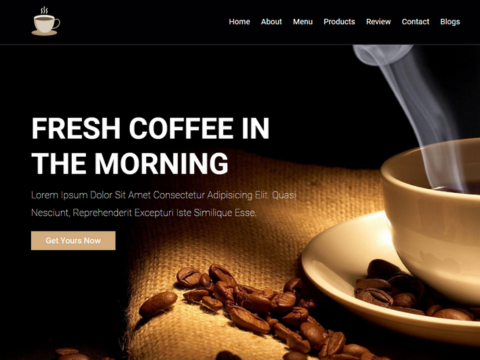 Home About Menu Products Review Contact Blogs
FRESH COFFEE IN
THE MORNING
Lorem Ipsum Dolor Sit Amet Consectetur Adipisicing Elit. Quasi
Nesciunt, Reprehenderit Excepturi Iste Similique Esse.
Get Yours Now